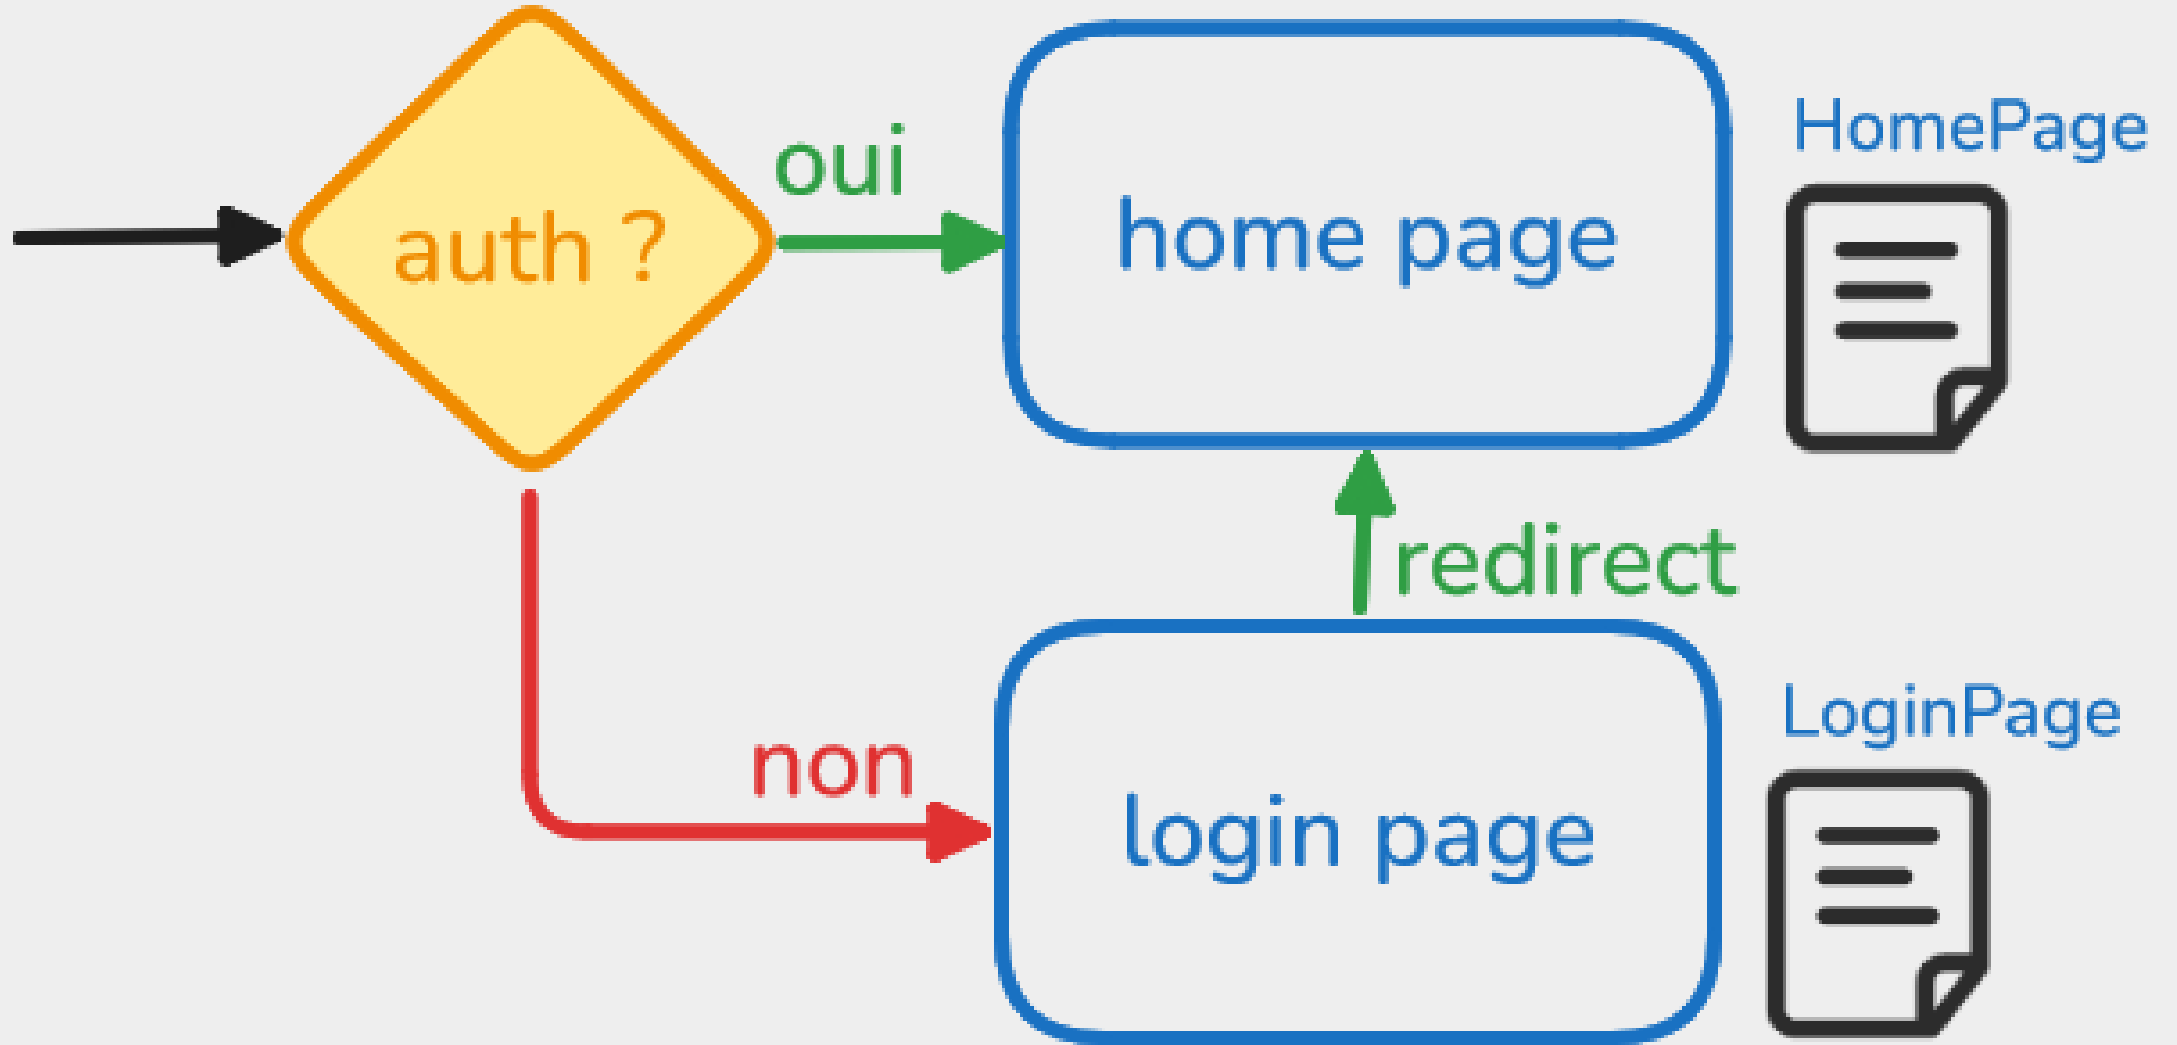 auth ?
oui
home page
HomePage
redirect
non
login page
LoginPage